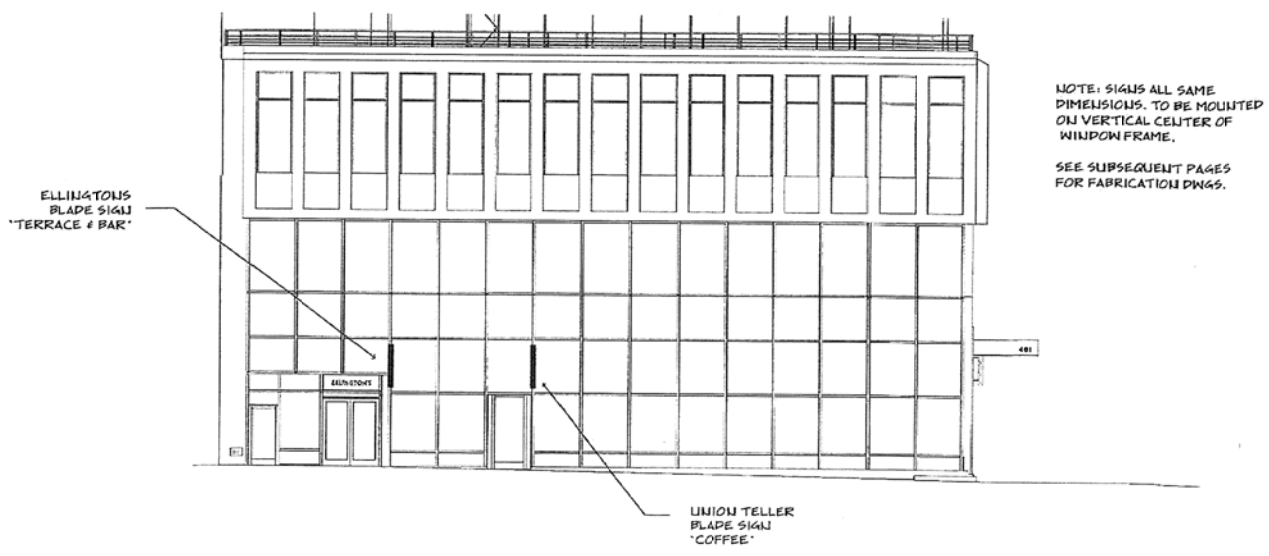 NOTE: SIGNS ALL SAME
DIMENSIONS. TO BE MOUNTED
ON VERTICAL CENTER OF
WINDOW FRAME.
SEE SUBSEQUENT PAGES
FOR FABRICATION DWGS.
ELLINGTONS
BLADE SIGN
"TERRACE & BAR"
401
ELLINGTON'S
UNION TELLER
BLADE SIGN
"COFFEE"